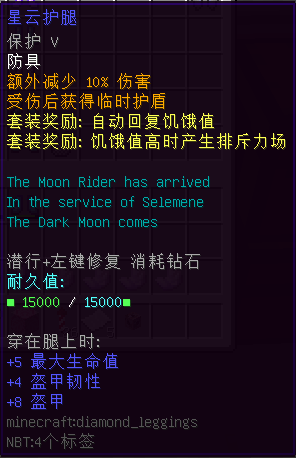 星云护腿
保护 V
防具
额外减少 10% 伤害
受伤后获得临时护盾
套装奖励: 自动回复饥饿值
套装奖励: 饥饿值高时产生排斥力场
The Moon Rider has arrived
In the service of Selemene
The Dark Moon comes
潜行+左键修复 消耗钻石
耐久值:
■ 15000 / 15000■
穿在腿上时:
+5 最大生命值
+4 盔甲韧性
+8 盔甲
minecraft:diamond_leggings
NBT:4个标签